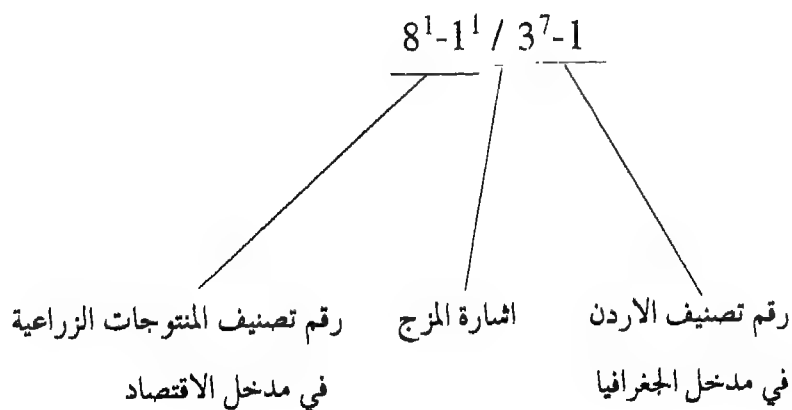 8¹-1¹ / 3⁷-1
رقم تصنيف الاردن
في مدخل الجغرافيا
اشارة المزج
رقم تصنيف المنتوجات الزراعية
في مدخل الاقتصاد